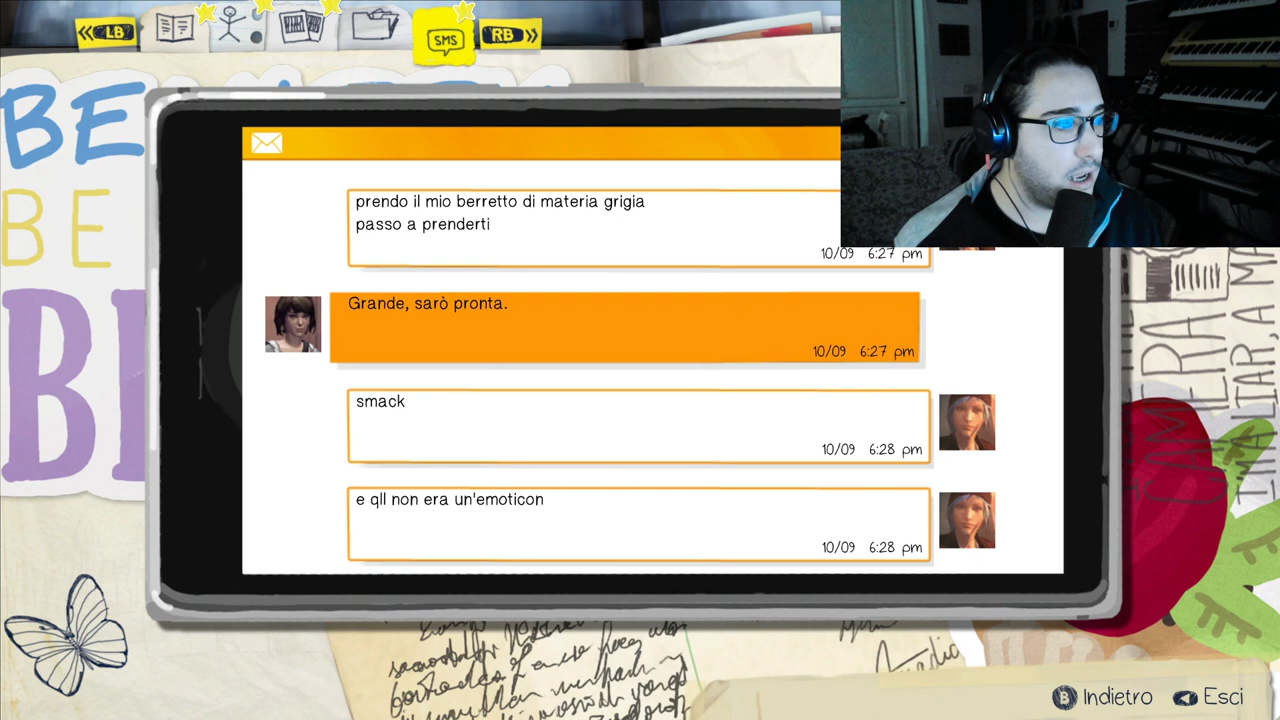 LB
SMS
RB
BE
BE
prendo il mio berretto di materia grigia
passo a prenderti
10/09 6:27 pm
Grande, sarò pronta.
10/09 6:27 pm
smack
10/09 6:28 pm
e qll non era un'emoticon
10/09 6:28 pm
B Indietro
Esci